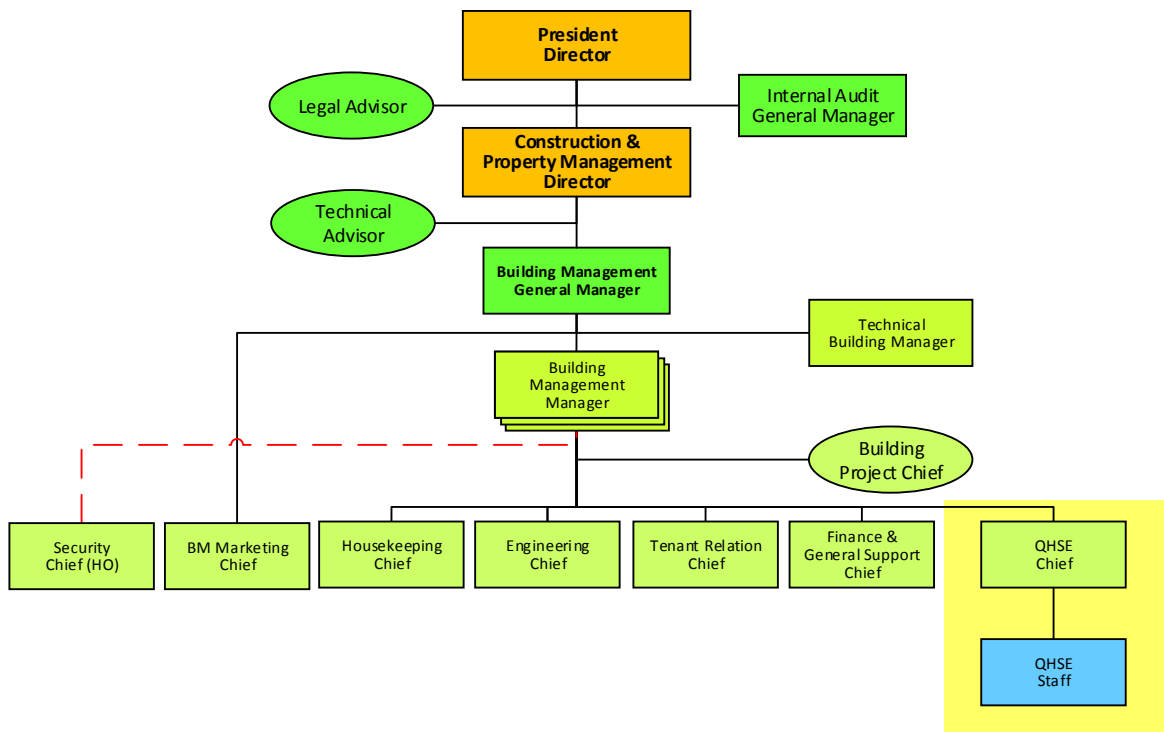 President
Director
Legal Advisor
Internal Audit
General Manager
Construction &
Property Management
Director
Technical
Advisor
Building Management
General Manager
Technical
Building Manager
Building
Management
Manager
Building
Project Chief
Security
Chief (HO)
BM Marketing
Chief
Housekeeping
Chief
Engineering
Chief
Tenant Relation
Chief
Finance &
General Support
Chief
QHSE
Chief
QHSE
Staff